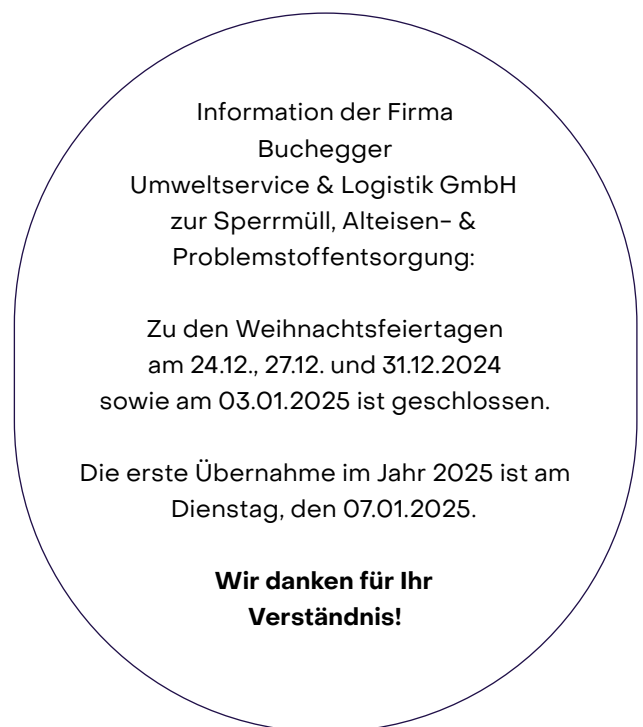 Information der Firma
Buchegger
Umweltservice & Logistik GmbH
zur Sperrmüll, Alteisen- &
Problemstoffentsorgung:
Zu den Weihnachtsfeiertagen
am 24.12., 27.12. und 31.12.2024
sowie am 03.01.2025 ist geschlossen.
Die erste Übernahme im Jahr 2025 ist am
Dienstag, den 07.01.2025.
Wir danken für Ihr
Verständnis!